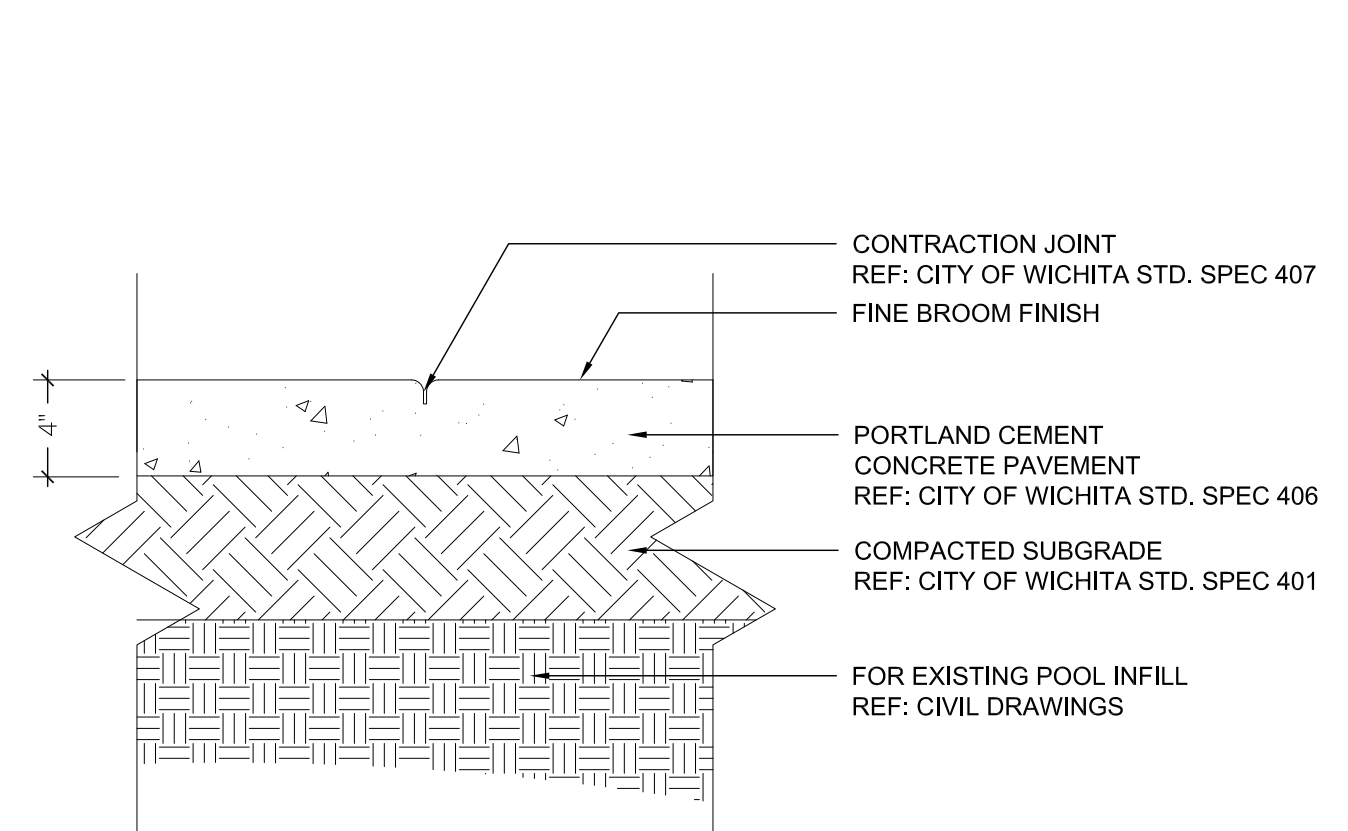 CONTRACTION JOINT
REF: CITY OF WICHITA STD. SPEC 407
FINE BROOM FINISH
4"
PORTLAND CEMENT
CONCRETE PAVEMENT
REF: CITY OF WICHITA STD. SPEC 406
COMPACTED SUBGRADE
REF: CITY OF WICHITA STD. SPEC 401
FOR EXISTING POOL INFILL
REF: CIVIL DRAWINGS